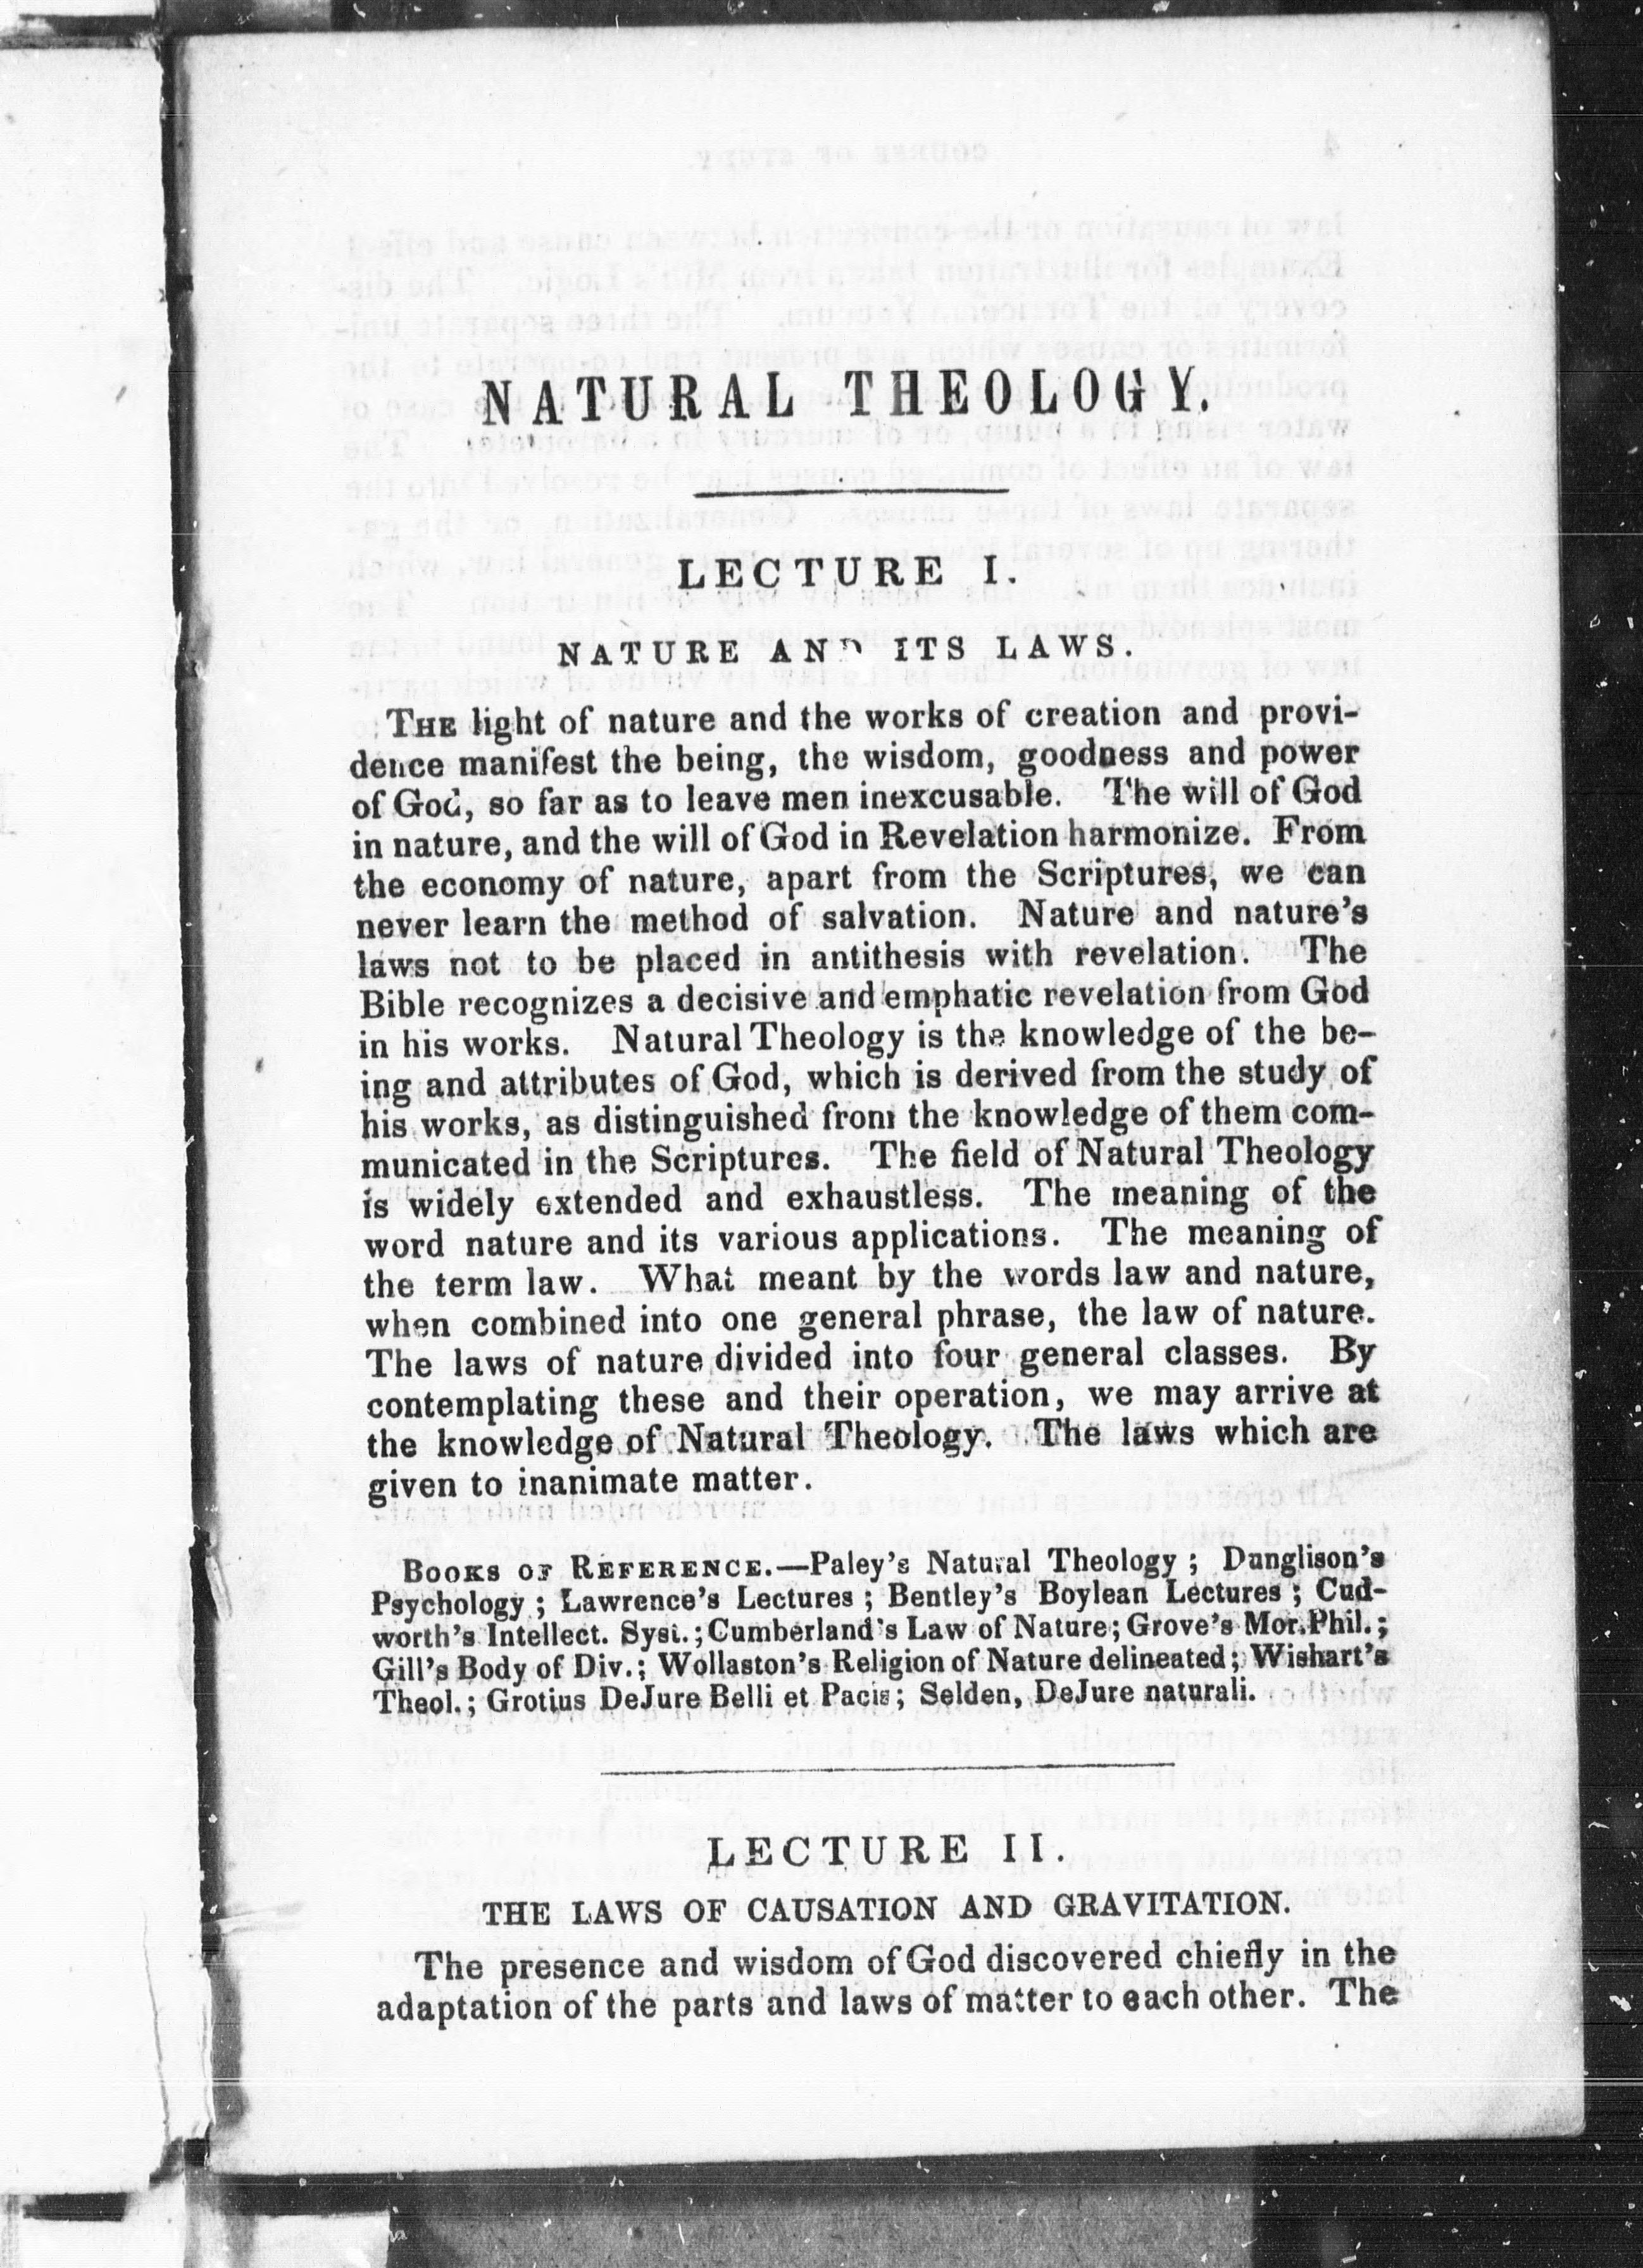 NATURAL THEOLOGY.
LECTURE I.
NATURE AND ITS LAWS.
THE light of nature and the works of creation and provi-
dence manifest the being, the wisdom, goodness and power
of God, so far as to leave men inexcusable. The will of God
in nature, and the will of God in Revelation harmonize. From
the economy of nature, apart from the Scriptures, we can
never learn the method of salvation. Nature and nature's
laws not to be placed in antithesis with revelation. The
Bible recognizes a decisive and emphatic revelation from God
in his works. Natural Theology is the knowledge of the be-
ing and attributes of God, which is derived from the study of
his works, as distinguished from the knowledge of them com-
municated in the Scriptures. The field of Natural Theology
is widely extended and exhaustless. The meaning of the
word nature and its various applications. The meaning of
the term law. What meant by the words law and nature,
when combined into one general phrase, the law of nature.
The laws of nature divided into four general classes. By
contemplating these and their operation, we may arrive at
the knowledge of Natural Theology. The laws which are
given to inanimate matter.
BOOKS OF REFERENCE.—Paley's Natural Theology ; Dunglison's
Psychology ; Lawrence's Lectures ; Bentley's Boylean Lectures ; Cud-
worth's Intellect. Syst.; Cumberland's Law of Nature; Grove's Mor. Phil.;
Gill's Body of Div.; Wollaston's Religion of Nature delineated; Wishart's
Theol.; Grotius DeJure Belli et Pacis; Selden, DeJure naturali.
LECTURE II.
THE LAWS OF CAUSATION AND GRAVITATION.
The presence and wisdom of God discovered chiefly in the
adaptation of the parts and laws of matter to each other. The